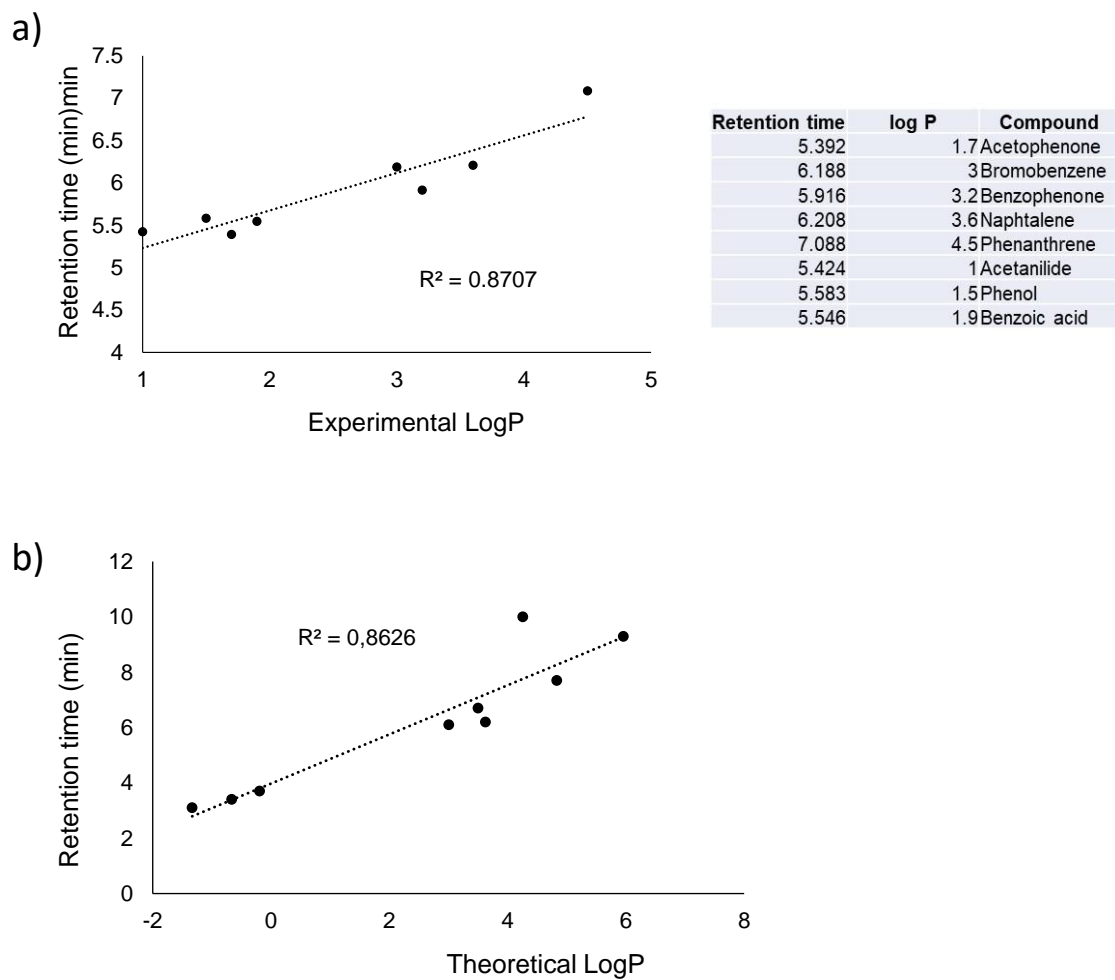 a)
7.5
7
6.5
6
5.5
5
4.5
4
Retention time (min)min
R² = 0.8707
1 2 3 4 5
Experimental LogP
Retention time log P Compound
5.392 1.7 Acetophenone
6.188 3 Bromobenzene
5.916 3.2 Benzophenone
6.208 3.6 Naphtalene
7.088 4.5 Phenanthrene
5.424 1 Acetanilide
5.583 1.5 Phenol
5.546 1.9 Benzoic acid
b)
12
10
8
6
4
2
0
Retention time (min)
R² = 0,8626
-2 0 2 4 6 8
Theoretical LogP